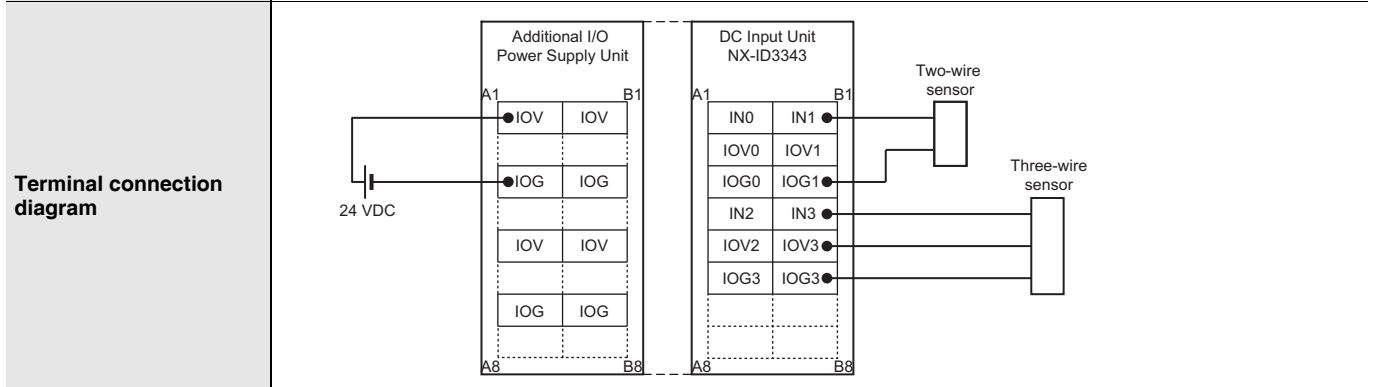 Terminal connection
diagram
24 VDC
Additional I/O
Power Supply Unit
A1 B1
IOV IOV
IOG IOG
IOV IOV
IOG IOG
A8 B8
DC Input Unit
NX-ID3343
A1 B1
IN0 IN1
IOV0 IOV1
IOG0 IOG1
IN2 IN3
IOV2 IOV3
IOG3 IOG3
A8 B8
Two-wire
sensor
Three-wire
sensor